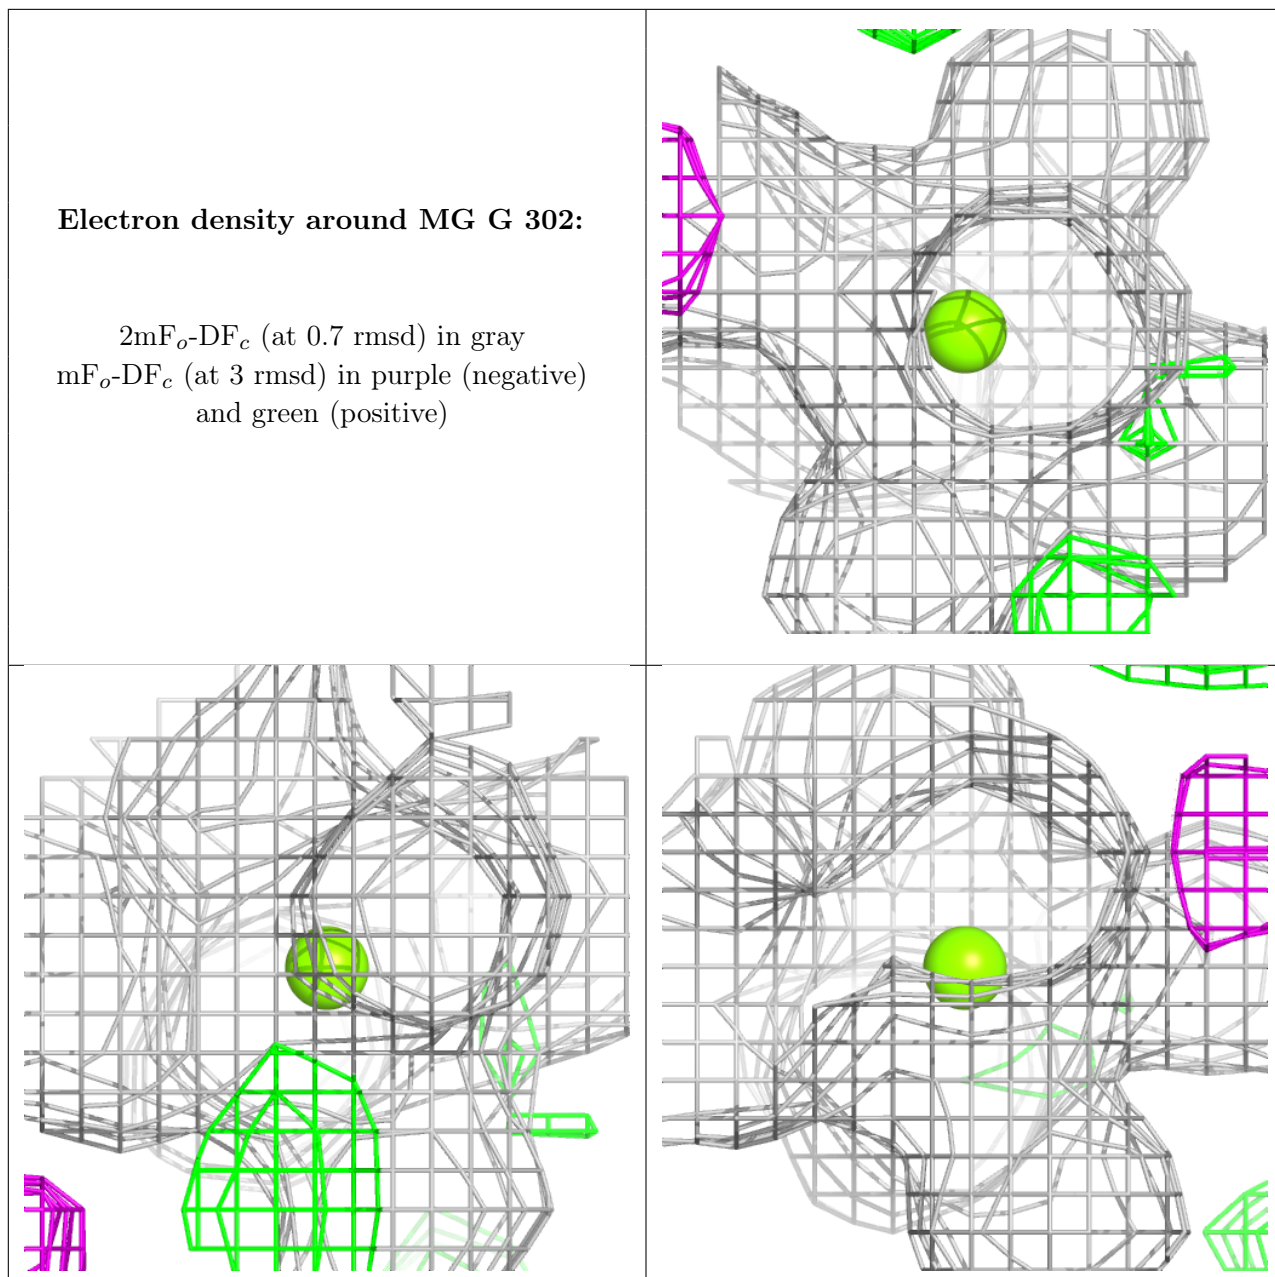 Electron density around MG G 302:
2mFₒ-DF𝒸 (at 0.7 rmsd) in gray
mFₒ-DF𝒸 (at 3 rmsd) in purple (negative)
and green (positive)